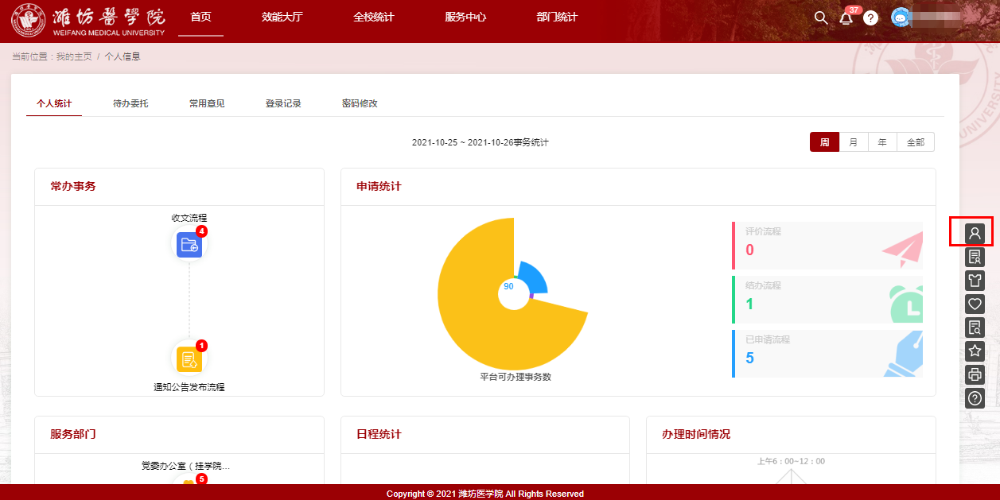 濰坊醫學院
WEIFANG MEDICAL UNIVERSITY
首页 效能大厅 全校统计 服务中心 部门统计
37
?
当前位置：我的主页 / 个人信息
UNIVERSITY
个人统计 待办委托 常用意见 登录记录 密码修改
2021-10-25 ~ 2021-10-26事务统计
周 月 年 全部
常办事务
收文流程
4
1
通知公告发布流程
申请统计
90
平台可办理事务数
评价流程
0
结办流程
1
已申请流程
5
服务部门
党委办公室（挂学院...
5
日程统计
办理时间情况
上午6：00~12：00
Copyright © 2021 潍坊医学院 All Rights Reserved